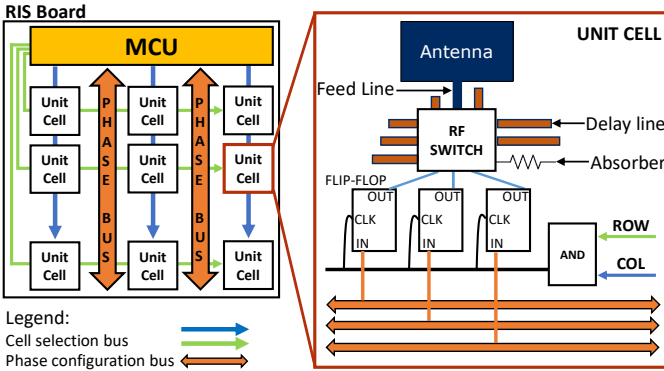 RIS Board
MCU
Unit
Cell
Unit
Cell
Unit
Cell
Unit
Cell
Unit
Cell
Unit
Cell
Unit
Cell
Unit
Cell
Unit
Cell
PHASE BUS
PHASE BUS
Legend:
Cell selection bus
Phase configuration bus
UNIT CELL
Antenna
Feed Line
RF
SWITCH
Delay line
Absorber
FLIP-FLOP
OUT
CLK
IN
OUT
CLK
IN
OUT
CLK
IN
AND
ROW
COL